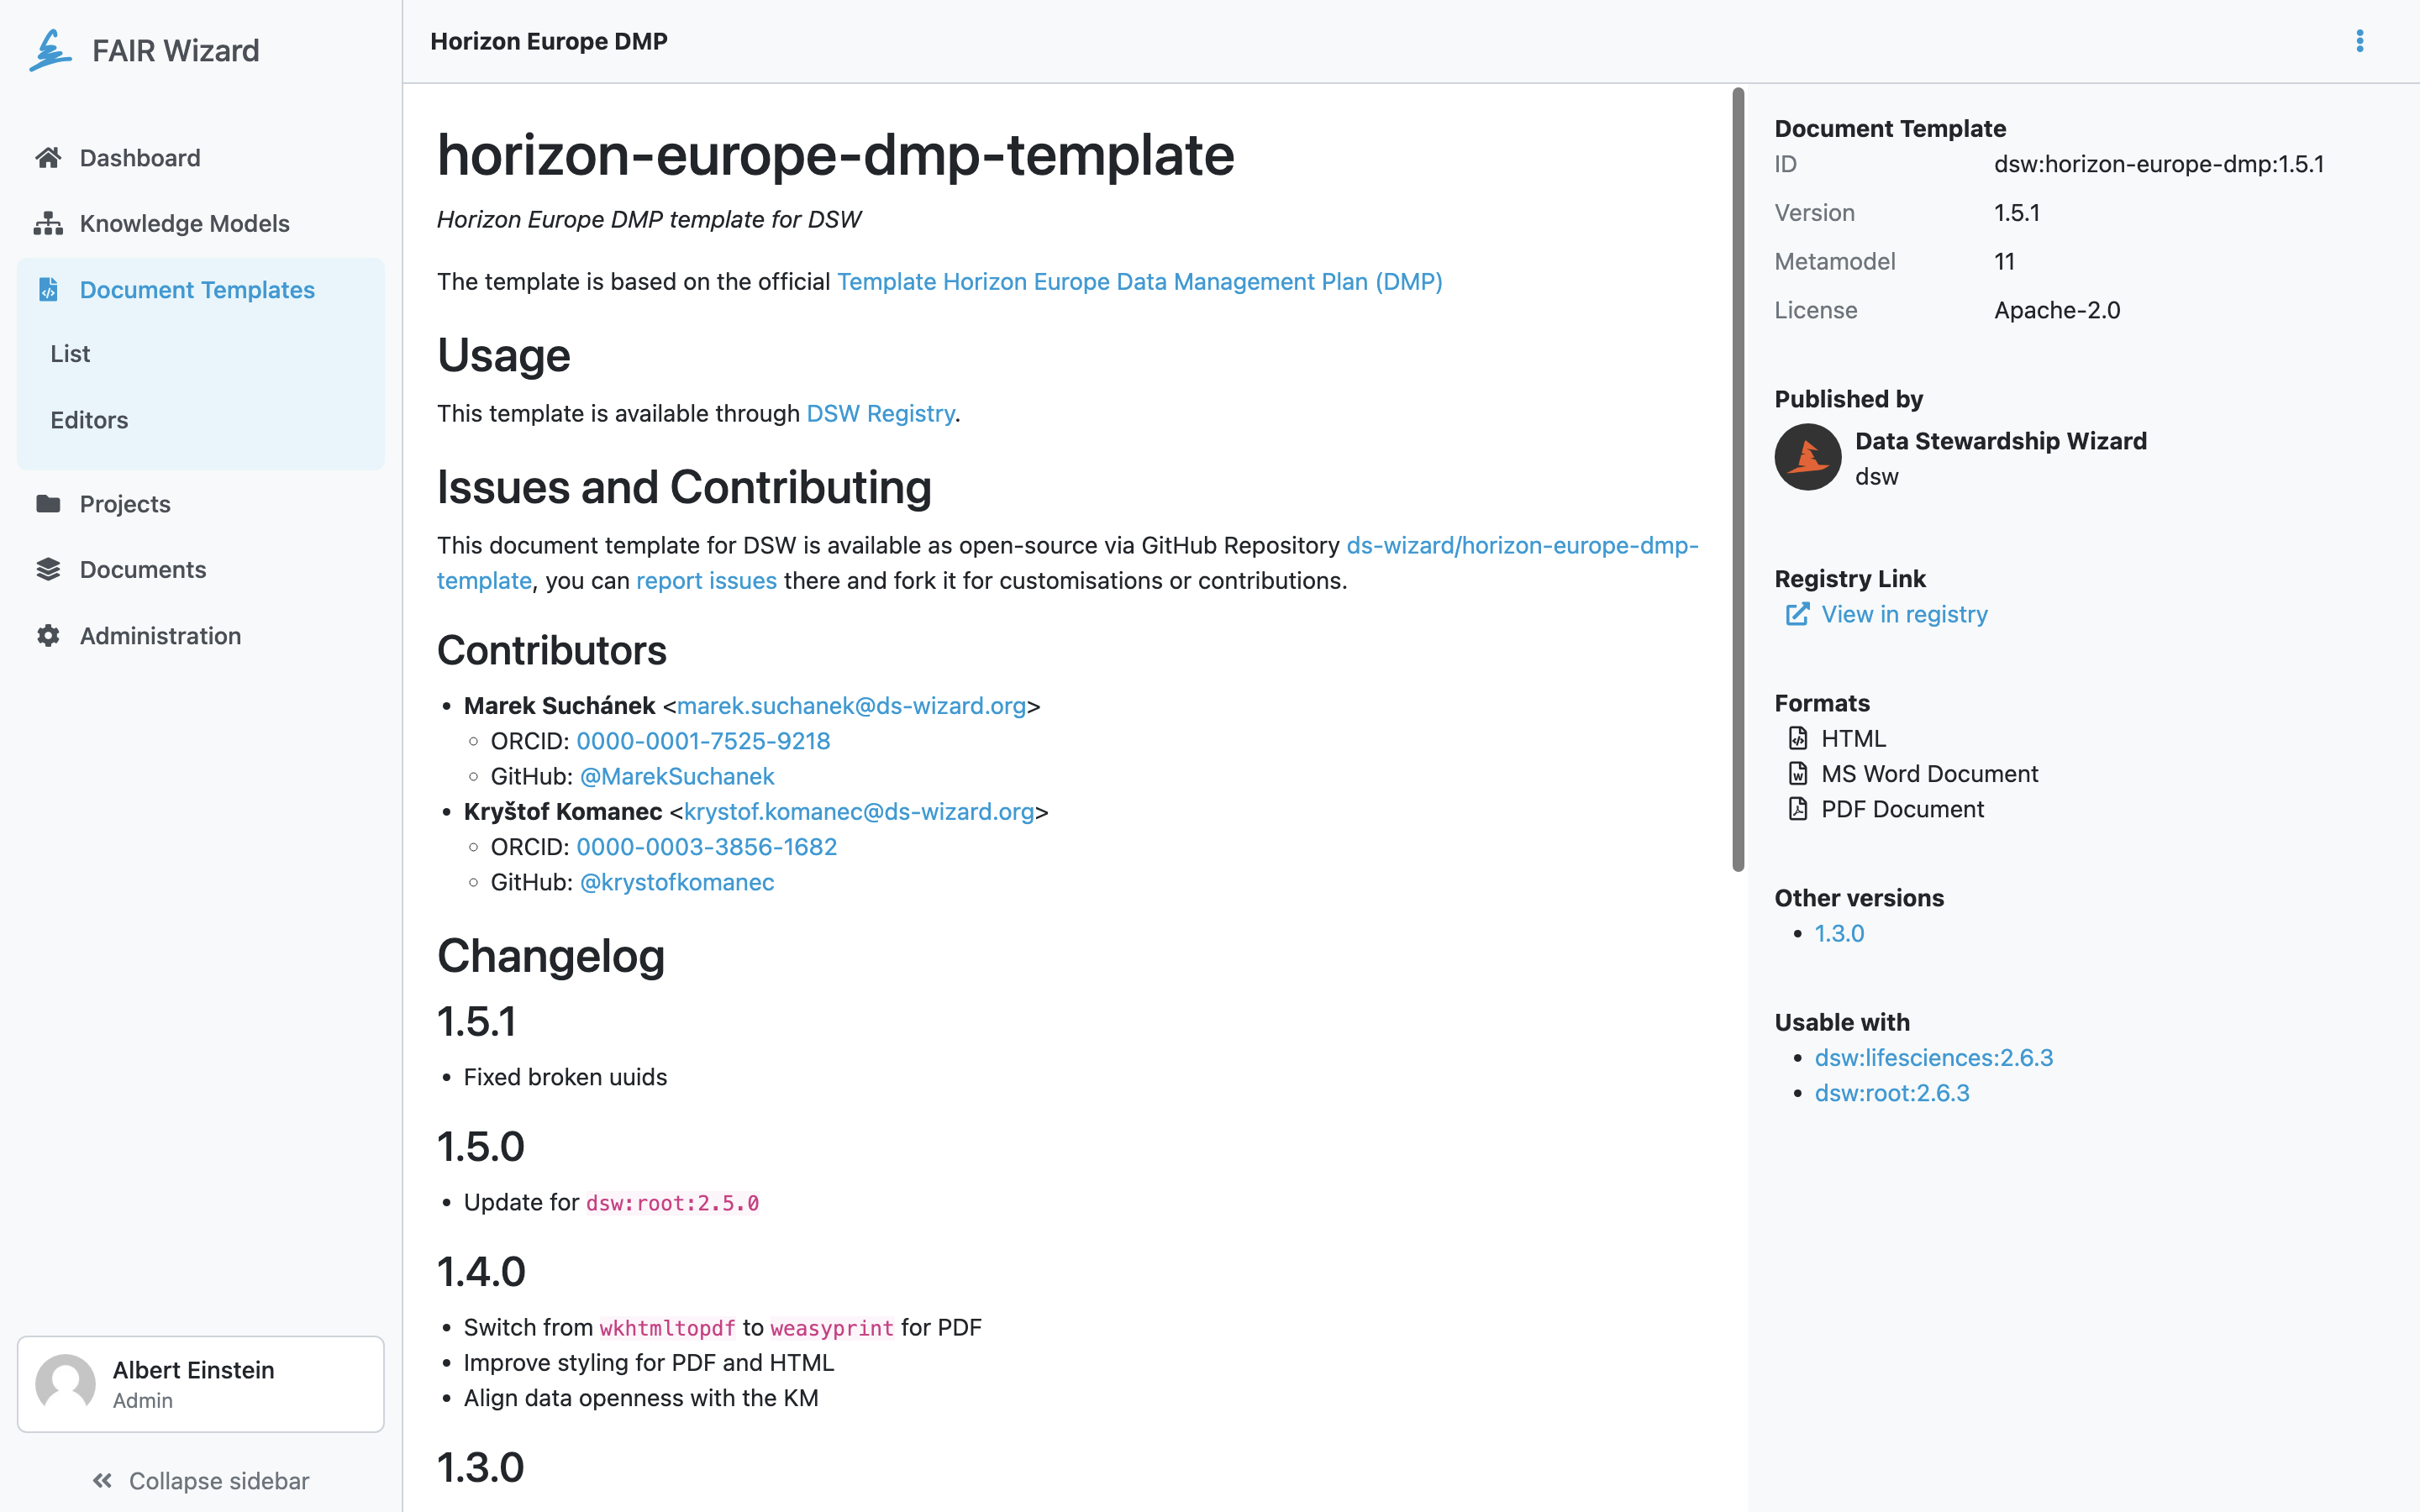 FAIR Wizard
Dashboard
Knowledge Models
Document Templates
List
Editors
Projects
Documents
Administration
Albert Einstein
Admin
Collapse sidebar
Horizon Europe DMP
horizon-europe-dmp-template
Horizon Europe DMP template for DSW
The template is based on the official Template Horizon Europe Data Management Plan (DMP)
Usage
This template is available through DSW Registry.
Issues and Contributing
This document template for DSW is available as open-source via GitHub Repository ds-wizard/horizon-europe-dmp-
template, you can report issues there and fork it for customisations or contributions.
Contributors
• Marek Suchánek <marek.suchanek@ds-wizard.org>
◦ ORCID: 0000-0001-7525-9218
◦ GitHub: @MarekSuchanek
• Kryštof Komanec <krystof.komanec@ds-wizard.org>
◦ ORCID: 0000-0003-3856-1682
◦ GitHub: @krystofkomanec
Changelog
1.5.1
• Fixed broken uuids
1.5.0
• Update for dsw:root:2.5.0
1.4.0
• Switch from wkhtmltopdf to weasyprint for PDF
• Improve styling for PDF and HTML
• Align data openness with the KM
1.3.0
Document Template
ID dsw:horizon-europe-dmp:1.5.1
Version 1.5.1
Metamodel 11
License Apache-2.0
Published by
Data Stewardship Wizard
dsw
Registry Link
View in registry
Formats
HTML
MS Word Document
PDF Document
Other versions
• 1.3.0
Usable with
• dsw:lifesciences:2.6.3
• dsw:root:2.6.3